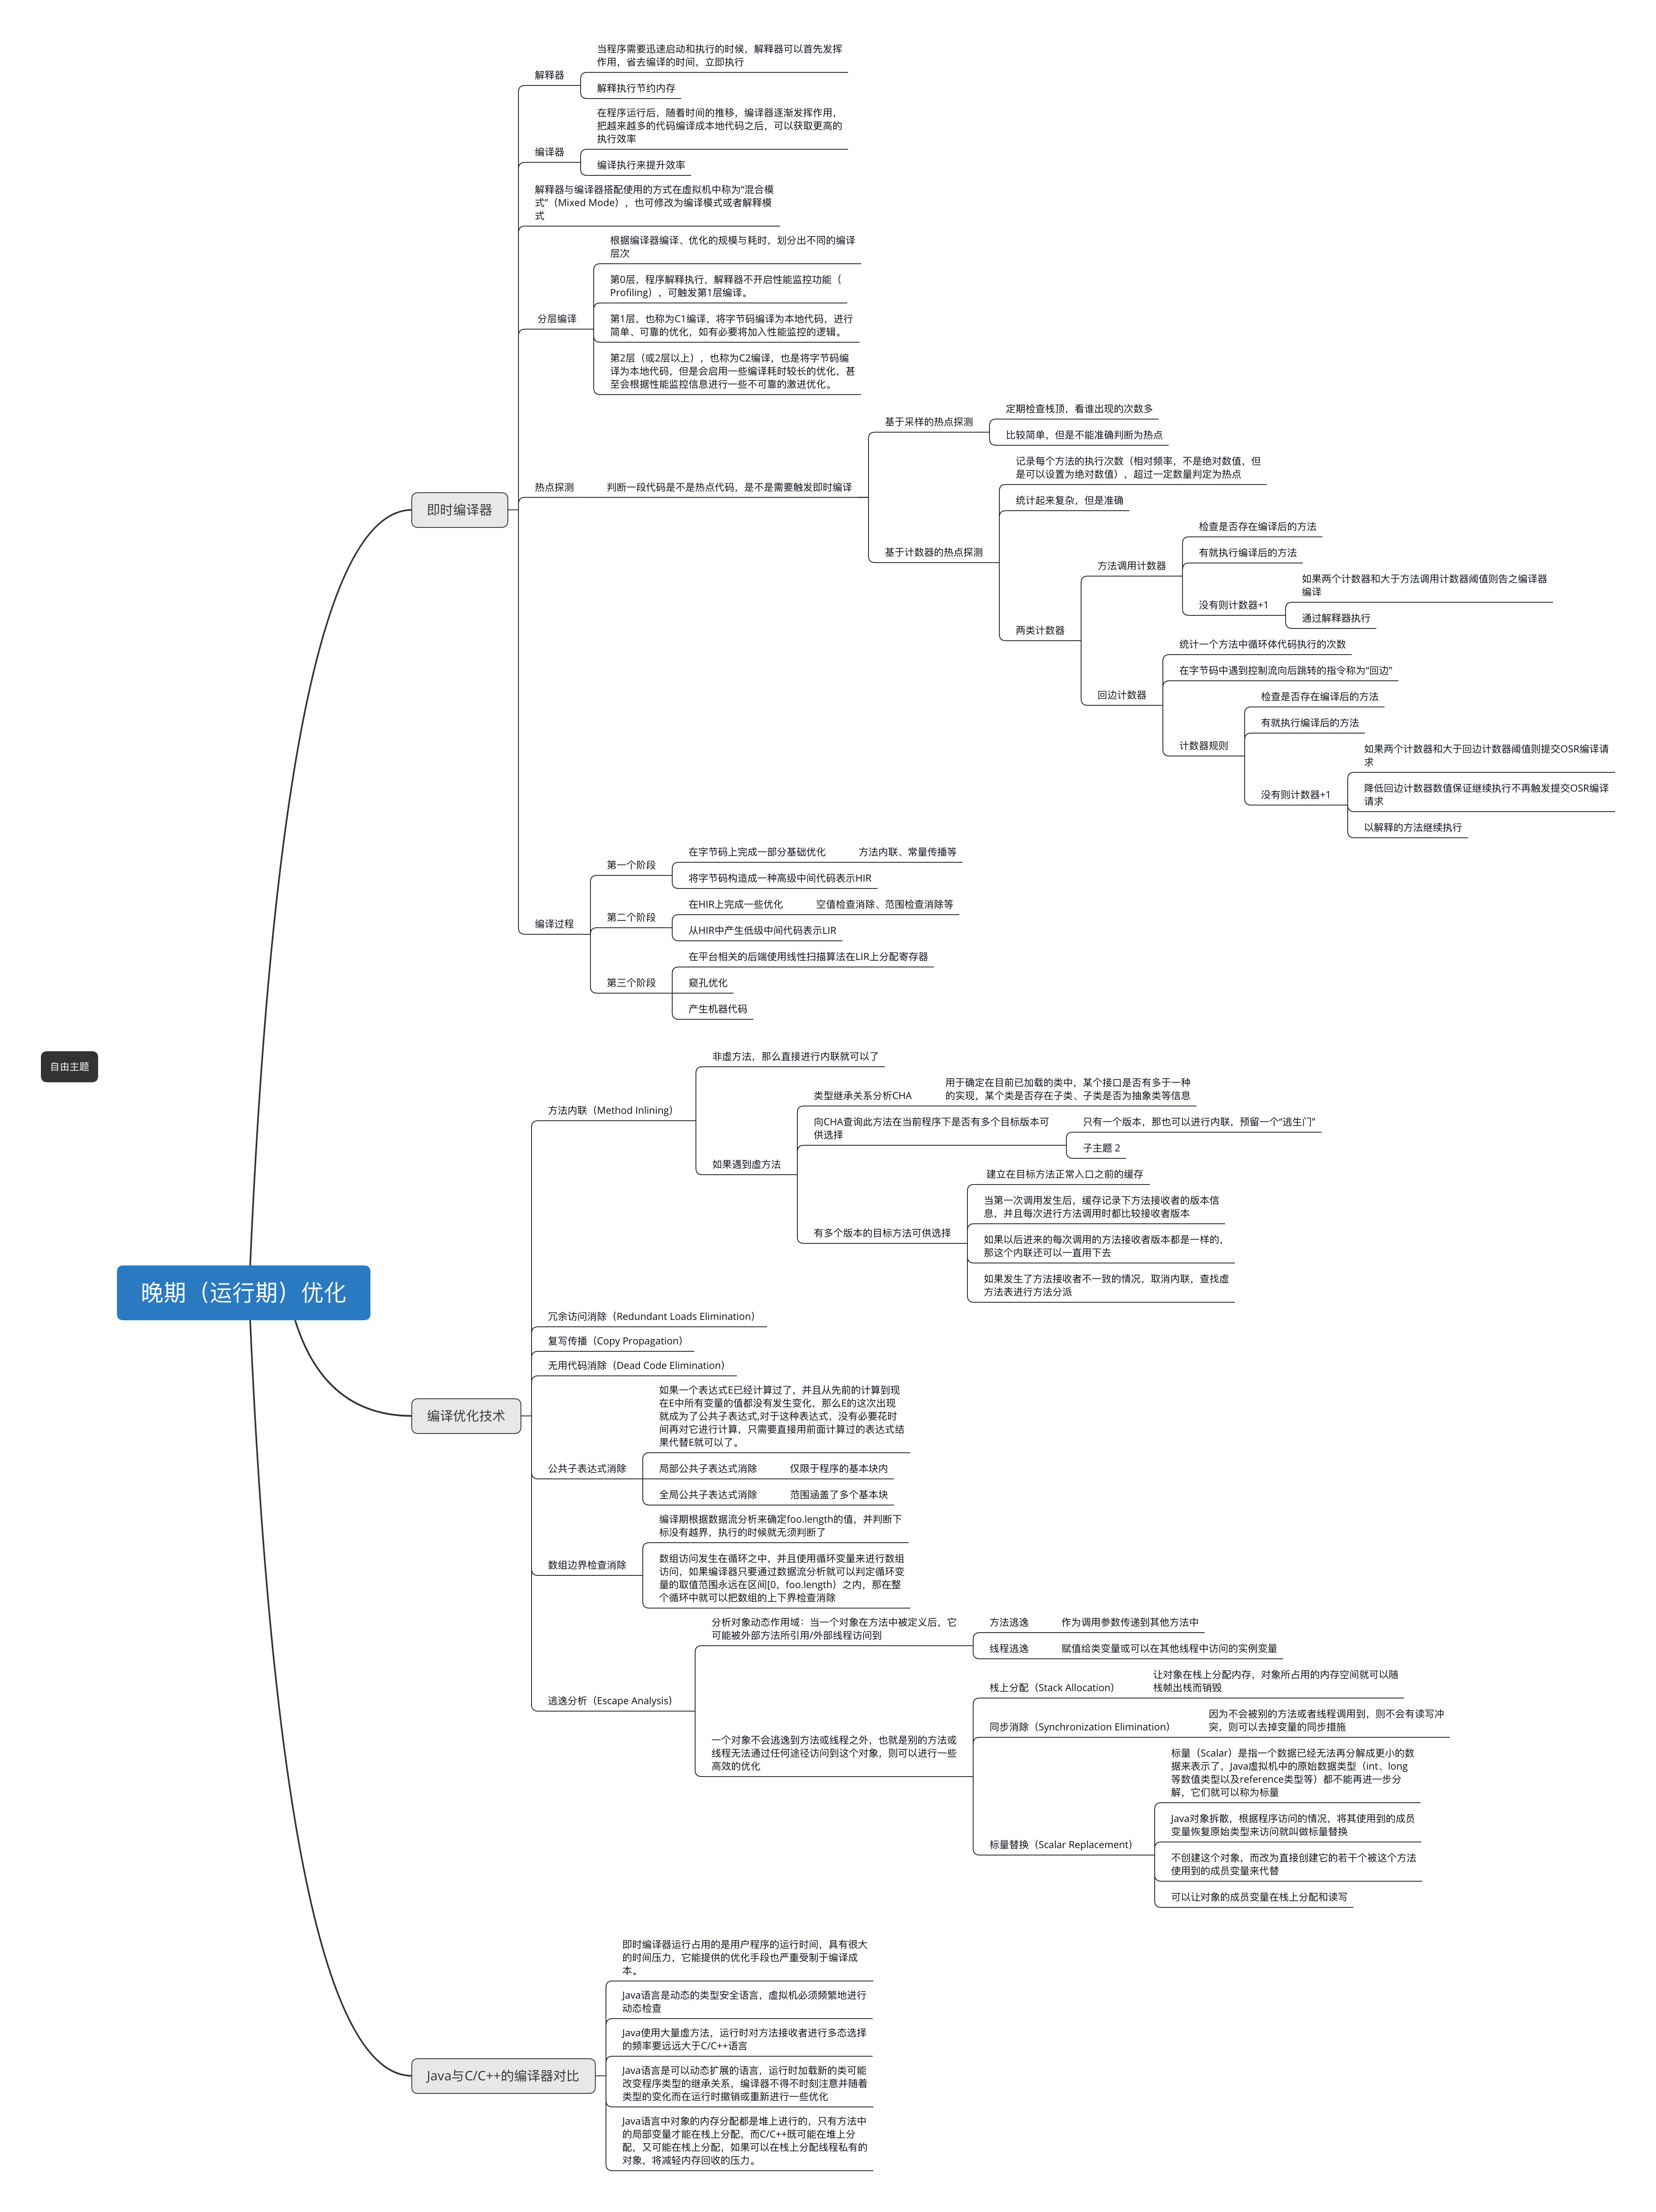 当程序需要迅速启动和执行的时候，解释器可以首先发挥
作用，省去编译的时间，立即执行
解释器
解释执行节约内存
在程序运行后，随着时间的推移，编译器逐渐发挥作用，
把越来越多的代码编译成本地代码之后，可以获取更高的
执行效率
编译器
编译执行来提升效率
解释器与编译器搭配使用的方式在虚拟机中称为“混合模
式”（Mixed Mode），也可修改为编译模式或者解释模
式
根据编译器编译、优化的规模与耗时，划分出不同的编译
层次
第0层，程序解释执行，解释器不开启性能监控功能（
Profiling），可触发第1层编译。
分层编译
第1层，也称为C1编译，将字节码编译为本地代码，进行
简单、可靠的优化，如有必要将加入性能监控的逻辑。
第2层（或2层以上），也称为C2编译，也是将字节码编
译为本地代码，但是会启用一些编译耗时较长的优化，甚
至会根据性能监控信息进行一些不可靠的激进优化。
定期检查栈顶，看谁出现的次数多
基于采样的热点探测
比较简单，但是不能准确判断为热点
记录每个方法的执行次数（相对频率，不是绝对数值，但
是可以设置为绝对数值），超过一定数量判定为热点
热点探测
判断一段代码是不是热点代码，是不是需要触发即时编译
统计起来复杂，但是准确
即时编译器
检查是否存在编译后的方法
基于计数器的热点探测
有就执行编译后的方法
方法调用计数器
如果两个计数器和大于方法调用计数器阈值则告之编译器
编译
没有则计数器+1
通过解释器执行
两类计数器
统计一个方法中循环体代码执行的次数
在字节码中遇到控制流向后跳转的指令称为“回边”
回边计数器
检查是否存在编译后的方法
有就执行编译后的方法
计数器规则
如果两个计数器和大于回边计数器阈值则提交OSR编译请
求
降低回边计数器数值保证继续执行不再触发提交OSR编译
请求
没有则计数器+1
以解释的方法继续执行
在字节码上完成一部分基础优化
方法内联、常量传播等
第一个阶段
将字节码构造成一种高级中间代码表示HIR
在HIR上完成一些优化
空值检查消除、范围检查消除等
第二个阶段
编译过程
从HIR中产生低级中间代码表示LIR
在平台相关的后端使用线性扫描算法在LIR上分配寄存器
第三个阶段
窥孔优化
产生机器代码
自由主题
非虚方法，那么直接进行内联就可以了
用于确定在目前已加载的类中，某个接口是否有多于一种
的实现，某个类是否存在子类、子类是否为抽象类等信息
类型继承关系分析CHA
方法内联（Method Inlining）
向CHA查询此方法在当前程序下是否有多个目标版本可
供选择
只有一个版本，那也可以进行内联，预留一个“逃生门”
子主题 2
如果遇到虚方法
建立在目标方法正常入口之前的缓存
当第一次调用发生后，缓存记录下方法接收者的版本信
息，并且每次进行方法调用时都比较接收者版本
有多个版本的目标方法可供选择
如果以后进来的每次调用的方法接收者版本都是一样的，
那这个内联还可以一直用下去
如果发生了方法接收者不一致的情况，取消内联，查找虚
方法表进行方法分派
晚期（运行期）优化
冗余访问消除（Redundant Loads Elimination）
复写传播（Copy Propagation）
无用代码消除（Dead Code Elimination）
编译优化技术
如果一个表达式E已经计算过了，并且从先前的计算到现
在E中所有变量的值都没有发生变化，那么E的这次出现
就成为了公共子表达式,对于这种表达式，没有必要花时
间再对它进行计算，只需要直接用前面计算过的表达式结
果代替E就可以了。
公共子表达式消除
局部公共子表达式消除
仅限于程序的基本块内
全局公共子表达式消除
范围涵盖了多个基本块
编译期根据数据流分析来确定foo.length的值，并判断下
标没有越界，执行的时候就无须判断了
数组边界检查消除
数组访问发生在循环之中，并且使用循环变量来进行数组
访问，如果编译器只要通过数据流分析就可以判定循环变
量的取值范围永远在区间[0，foo.length）之内，那在整
个循环中就可以把数组的上下界检查消除
分析对象动态作用域：当一个对象在方法中被定义后，它
可能被外部方法所引用/外部线程访问到
方法逃逸
作为调用参数传递到其他方法中
线程逃逸
赋值给类变量或可以在其他线程中访问的实例变量
逃逸分析（Escape Analysis）
让对象在栈上分配内存，对象所占用的内存空间就可以随
栈帧出栈而销毁
栈上分配（Stack Allocation）
因为不会被别的方法或者线程调用到，则不会有读写冲
突，则可以去掉变量的同步措施
同步消除（Synchronization Elimination）
一个对象不会逃逸到方法或线程之外，也就是别的方法或
线程无法通过任何途径访问到这个对象，则可以进行一些
高效的优化
标量（Scalar）是指一个数据已经无法再分解成更小的数
据来表示了，Java虚拟机中的原始数据类型（int、long
等数值类型以及reference类型等）都不能再进一步分
解，它们就可以称为标量
Java对象拆散，根据程序访问的情况，将其使用到的成员
变量恢复原始类型来访问就叫做标量替换
标量替换（Scalar Replacement）
不创建这个对象，而改为直接创建它的若干个被这个方法
使用到的成员变量来代替
可以让对象的成员变量在栈上分配和读写
即时编译器运行占用的是用户程序的运行时间，具有很大
的时间压力，它能提供的优化手段也严重受制于编译成
本。
Java语言是动态的类型安全语言，虚拟机必须频繁地进行
动态检查
Java使用大量虚方法，运行时对方法接收者进行多态选择
的频率要远远大于C/C++语言
Java与C/C++的编译器对比
Java语言是可以动态扩展的语言，运行时加载新的类可能
改变程序类型的继承关系，编译器不得不时刻注意并随着
类型的变化而在运行时撤销或重新进行一些优化
Java语言中对象的内存分配都是堆上进行的，只有方法中
的局部变量才能在栈上分配，而C/C++既可能在堆上分
配，又可能在栈上分配，如果可以在栈上分配线程私有的
对象，将减轻内存回收的压力。